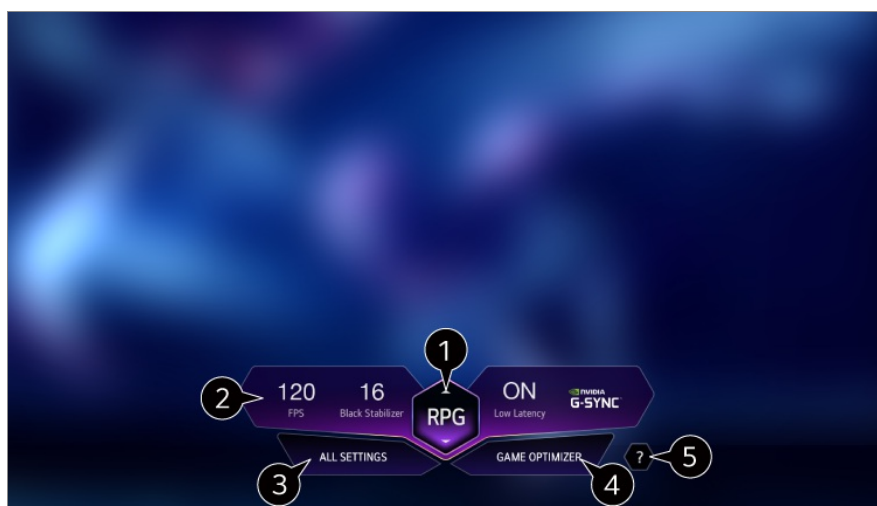 1
2
120 16 ON NVIDIA
FPS Black Stabilizer RPG Low Latency G-SYNC
ALL SETTINGS GAME OPTIMIZER ? 5
3 4